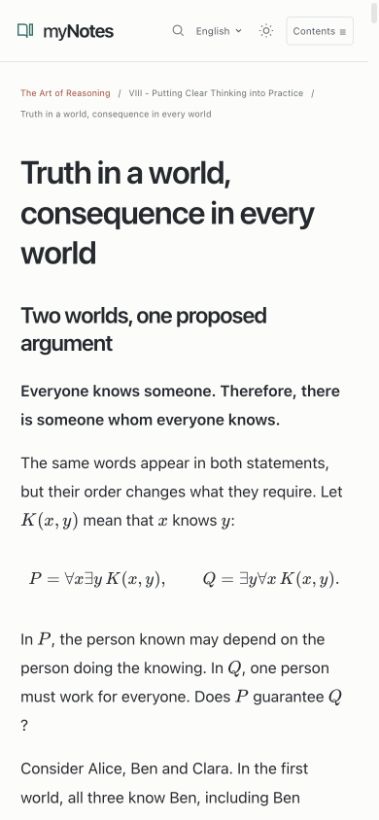 myNotes
English
Contents
The Art of Reasoning / VIII - Putting Clear Thinking into Practice /
Truth in a world, consequence in every world
Truth in a world,
consequence in every
world
Two worlds, one proposed
argument
Everyone knows someone. Therefore, there
is someone whom everyone knows.
The same words appear in both statements,
but their order changes what they require. Let
K(x, y) mean that x knows y:
P = ∀x∃y K(x, y), Q = ∃y∀x K(x, y).
In P, the person known may depend on the
person doing the knowing. In Q, one person
must work for everyone. Does P guarantee Q
?
Consider Alice, Ben and Clara. In the first
world, all three know Ben, including Ben